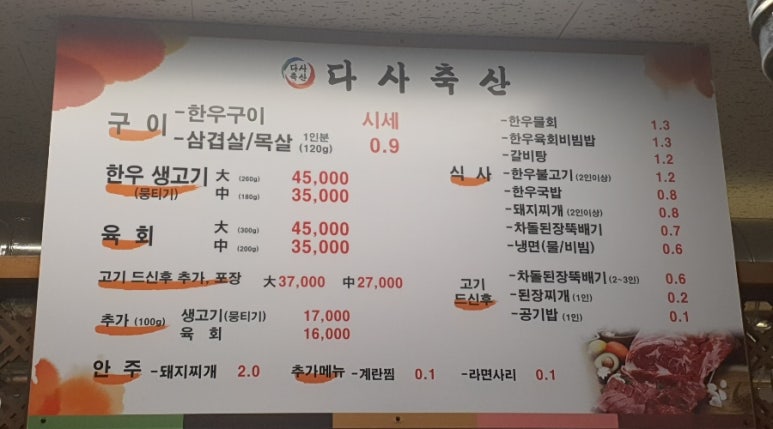 다사축산 다사축산
구이 -한우구이 시세
-삼겹살/목살 1인분 (120g) 0.9
한우 생고기 (뭉티기) 大 (260g) 45,000
中 (180g) 35,000
육회 大 (300g) 45,000
中 (200g) 35,000
고기 드신후 추가, 포장 大 37,000 中 27,000
추가 (100g) 생고기(뭉티기) 17,000
육 회 16,000
식 사 -한우물회 1.3
-한우육회비빔밥 1.3
-갈비탕 1.2
-한우불고기 (2인이상) 1.2
-한우국밥 0.8
-돼지찌개 (2인이상) 0.8
-차돌된장뚝배기 0.7
-냉면(물/비빔) 0.6
고기 드신후 -차돌된장뚝배기 (2~3인) 0.6
-된장찌개 (1인) 0.2
-공기밥 (1인) 0.1
안 주 -돼지찌개 2.0 추가메뉴 -계란찜 0.1 -라면사리 0.1